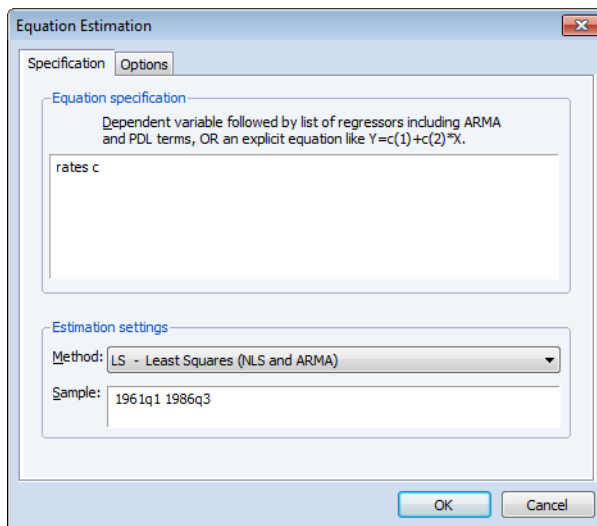 Equation Estimation
Specification
Options
Equation specification
Dependent variable followed by list of regressors including ARMA
and PDL terms, OR an explicit equation like Y=c(1)+c(2)*X.
rates c
Estimation settings
Method: LS - Least Squares (NLS and ARMA)
Sample: 1961q1 1986q3
OK
Cancel